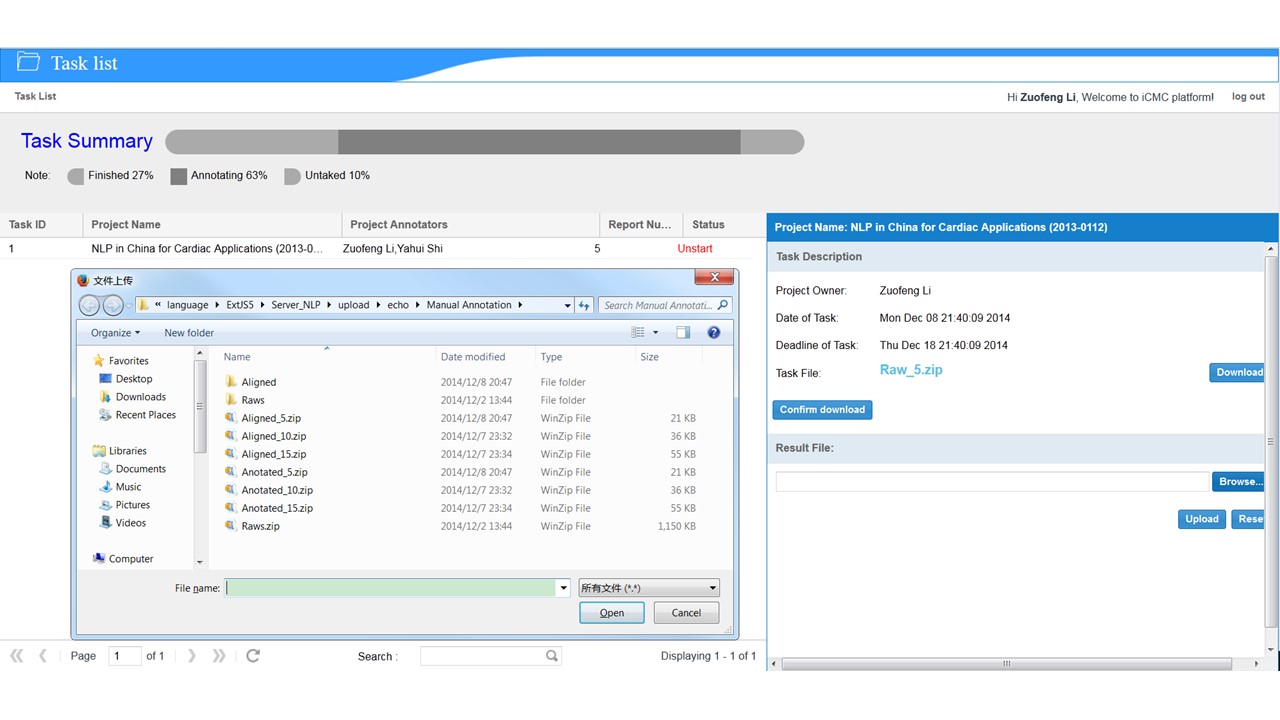 Task list
Task List
Hi Zuofeng Li, Welcome to iCMC platform! log out
Task Summary
Note: Finished 27% Annotating 63% Untaked 10%
Task ID Project Name Project Annotators Report Nu... Status
1 NLP in China for Cardiac Applications (2013-0... Zuofeng Li,Yahui Shi 5 Unstart
文件上传
« language ExtJS5 Server_NLP upload echo Manual Annotation
Search Manual Annotati...
Organize New folder
Favorites
Desktop
Downloads
Recent Places
Libraries
Documents
Music
Pictures
Videos
Computer
Name Date modified Type Size
Aligned 2014/12/8 20:47 File folder
Raws 2014/12/2 13:44 File folder
Aligned_5.zip 2014/12/8 20:47 WinZip File 21 KB
Aligned_10.zip 2014/12/7 23:32 WinZip File 36 KB
Aligned_15.zip 2014/12/7 23:34 WinZip File 55 KB
Anotated_5.zip 2014/12/8 20:47 WinZip File 21 KB
Anotated_10.zip 2014/12/7 23:32 WinZip File 36 KB
Anotated_15.zip 2014/12/7 23:34 WinZip File 55 KB
Raws.zip 2014/12/2 13:44 WinZip File 1,150 KB
File name: 所有文件 (*.*)
Open Cancel
Page 1 of 1 Search : Displaying 1 - 1 of 1
Project Name: NLP in China for Cardiac Applications (2013-0112)
Task Description
Project Owner: Zuofeng Li
Date of Task: Mon Dec 08 21:40:09 2014
Deadline of Task: Thu Dec 18 21:40:09 2014
Task File: Raw_5.zip Download
Confirm download
Result File:
Browse...
Upload Rese